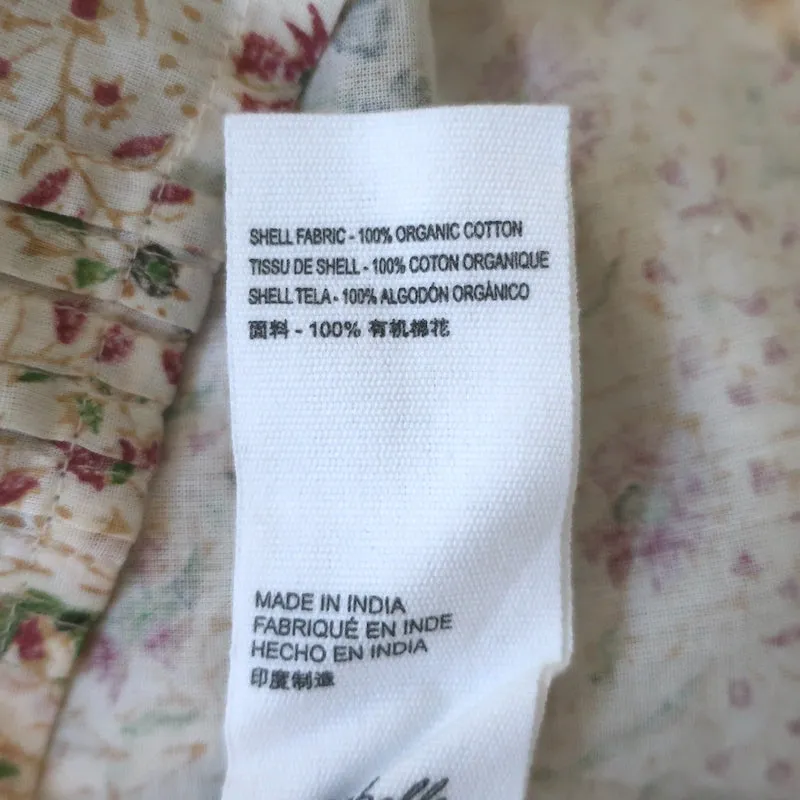 SHELL FABRIC - 100% ORGANIC COTTON
TISSU DE SHELL - 100% COTON ORGANIQUE
SHELL TELA - 100% ALGODÓN ORGÁNICO
面料 - 100% 有机棉花
MADE IN INDIA
FABRIQUÉ EN INDE
HECHO EN INDIA
印度制造